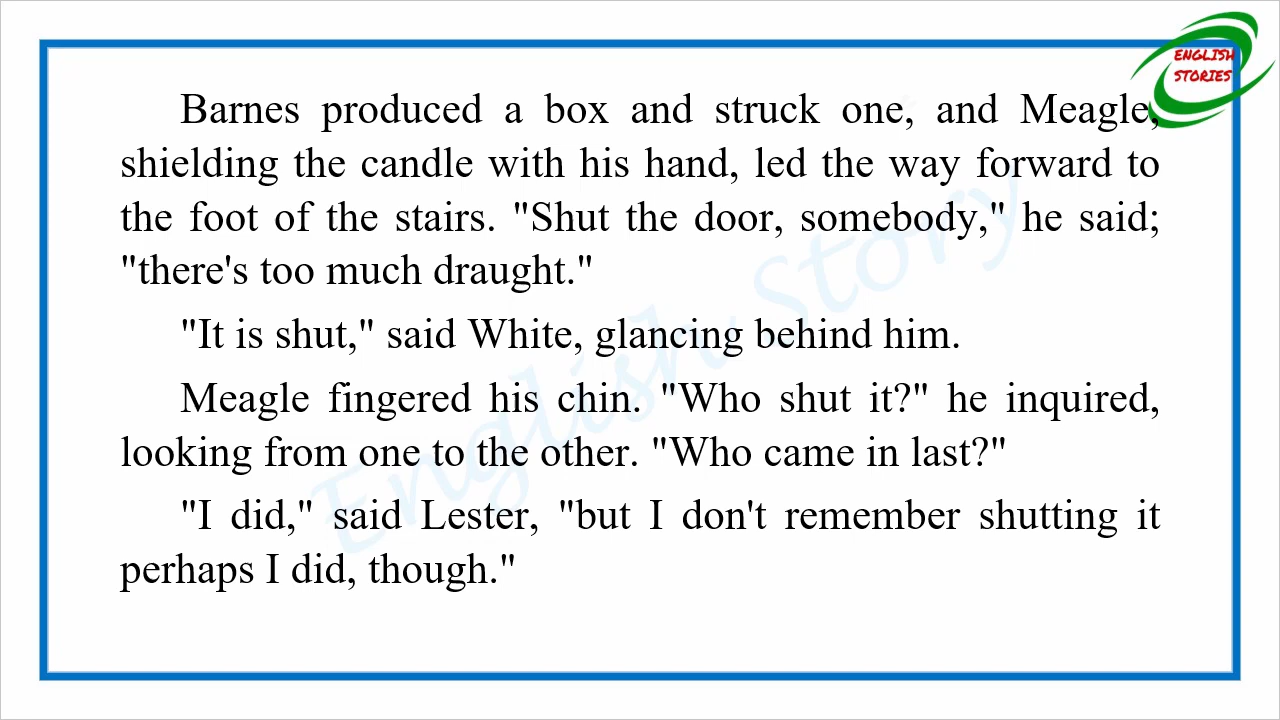 ENGLISH
STORIES
Barnes produced a box and struck one, and Meagle,
shielding the candle with his hand, led the way forward to
the foot of the stairs. "Shut the door, somebody," he said;
"there's too much draught."
"It is shut," said White, glancing behind him.
Meagle fingered his chin. "Who shut it?" he inquired,
looking from one to the other. "Who came in last?"
"I did," said Lester, "but I don't remember shutting it
perhaps I did, though."
English Story